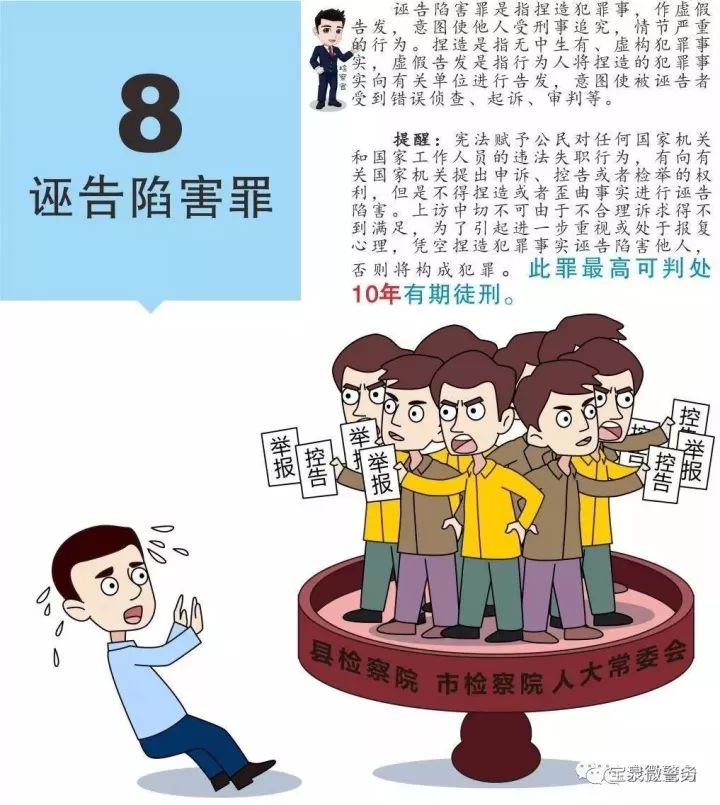 8
诬告陷害罪
检察官
诬告陷害罪是指捏造犯罪事，作虚假
告发，意图使他人受刑事追究，情节严重
的行为。捏造是指无中生有、虚构犯罪事
实，虚假告发是指行为人将捏造的犯罪事
实向有关单位进行告发，意图使被诬告者
受到错误侦查、起诉、审判等。
提醒：宪法赋予公民对任何国家机关
和国家工作人员的违法失职行为，有向有
关国家机关提出申诉、控告或者检举的权
利，但是不得捏造或者歪曲事实进行诬告
陷害。上访中切不可由于不合理诉求得不
到满足，为了引起进一步重视或处于报复
心理，凭空捏造犯罪事实诬告陷害他人，
否则将构成犯罪。此罪最高可判处
10年有期徒刑。
举报
控告
举报
举报
控告
控告
举报
控告
县检察院 市检察院 人大常委会
宝泉微警务